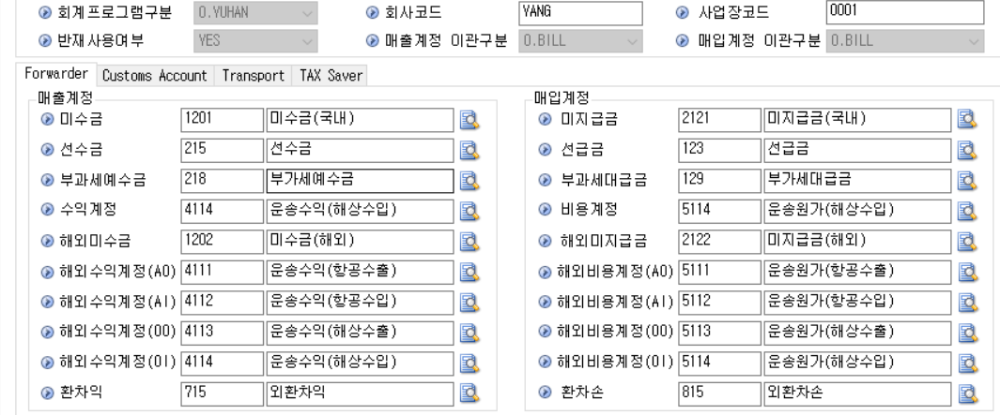 회계프로그램구분 0.YUHAN 회사코드 YANG 사업장코드 0001
반재사용여부 YES 매출계정 이관구분 0.BILL 매입계정 이관구분 0.BILL
Forwarder Customs Account Transport TAX Saver
매출계정 매입계정
미수금 1201 미수금(국내) 미지급금 2121 미지급금(국내)
선수금 215 선수금 선급금 123 선급금
부과세예수금 218 부가세예수금 부과세대급금 129 부가세대급금
수익계정 4114 운송수익(해상수입) 비용계정 5114 운송원가(해상수입)
해외미수금 1202 미수금(해외) 해외미지급금 2122 미지급금(해외)
해외수익계정(AO) 4111 운송수익(항공수출) 해외비용계정(AO) 5111 운송원가(항공수출)
해외수익계정(AI) 4112 운송수익(항공수입) 해외비용계정(AI) 5112 운송원가(항공수입)
해외수익계정(OO) 4113 운송수익(해상수출) 해외비용계정(OO) 5113 운송원가(해상수출)
해외수익계정(OI) 4114 운송수익(해상수입) 해외비용계정(OI) 5114 운송원가(해상수입)
환차익 715 외환차익 환차손 815 외환차손